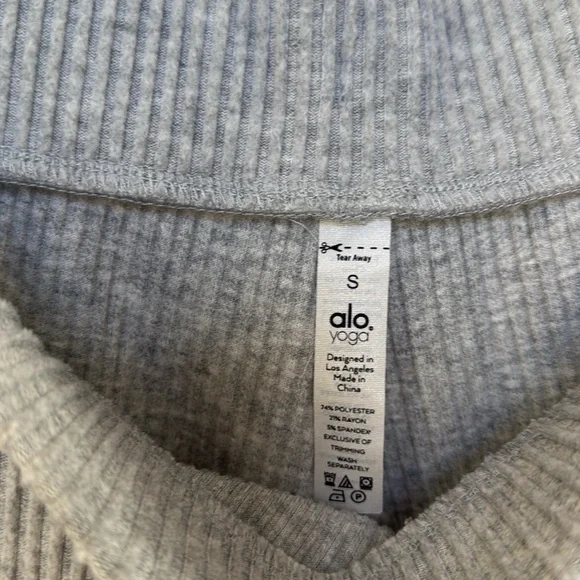 Tear Away
S
alo
yoga
Designed in
Los Angeles
Made in
China
74% POLYESTER
21% RAYON
5% SPANDEX
EXCLUSIVE OF
TRIMMING
WASH
SEPARATELY
P